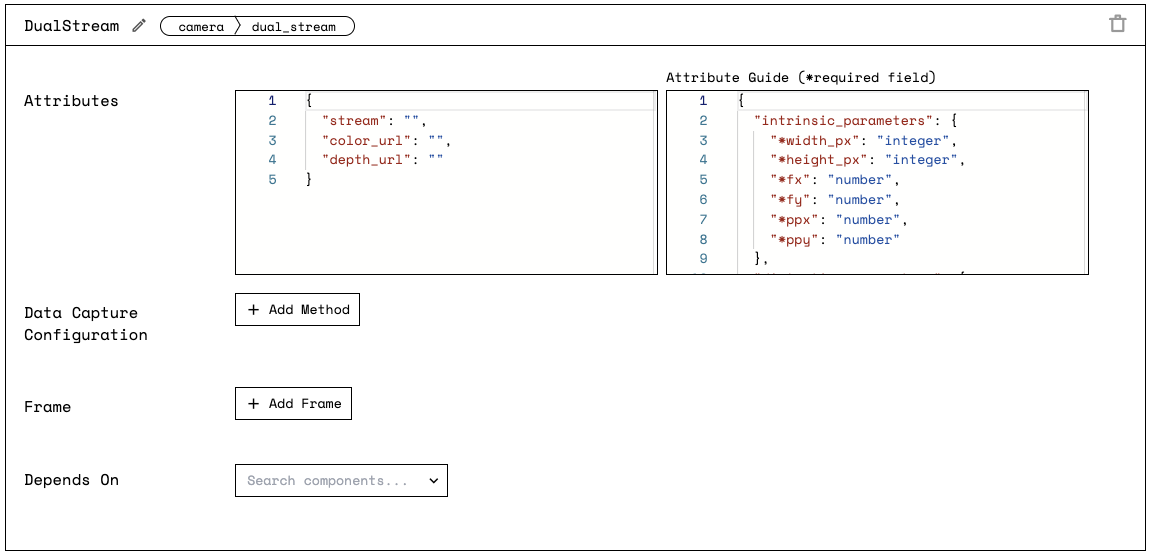 DualStream camera dual_stream
Attribute Guide (*required field)
Attributes
1 {
2 "stream": "",
3 "color_url": "",
4 "depth_url": ""
5 }
1 {
2 "intrinsic_parameters": {
3 "*width_px": "integer",
4 "*height_px": "integer",
5 "*fx": "number",
6 "*fy": "number",
7 "*ppx": "number",
8 "*ppy": "number"
9 },
Data Capture
Configuration
+ Add Method
Frame
+ Add Frame
Depends On
Search components...